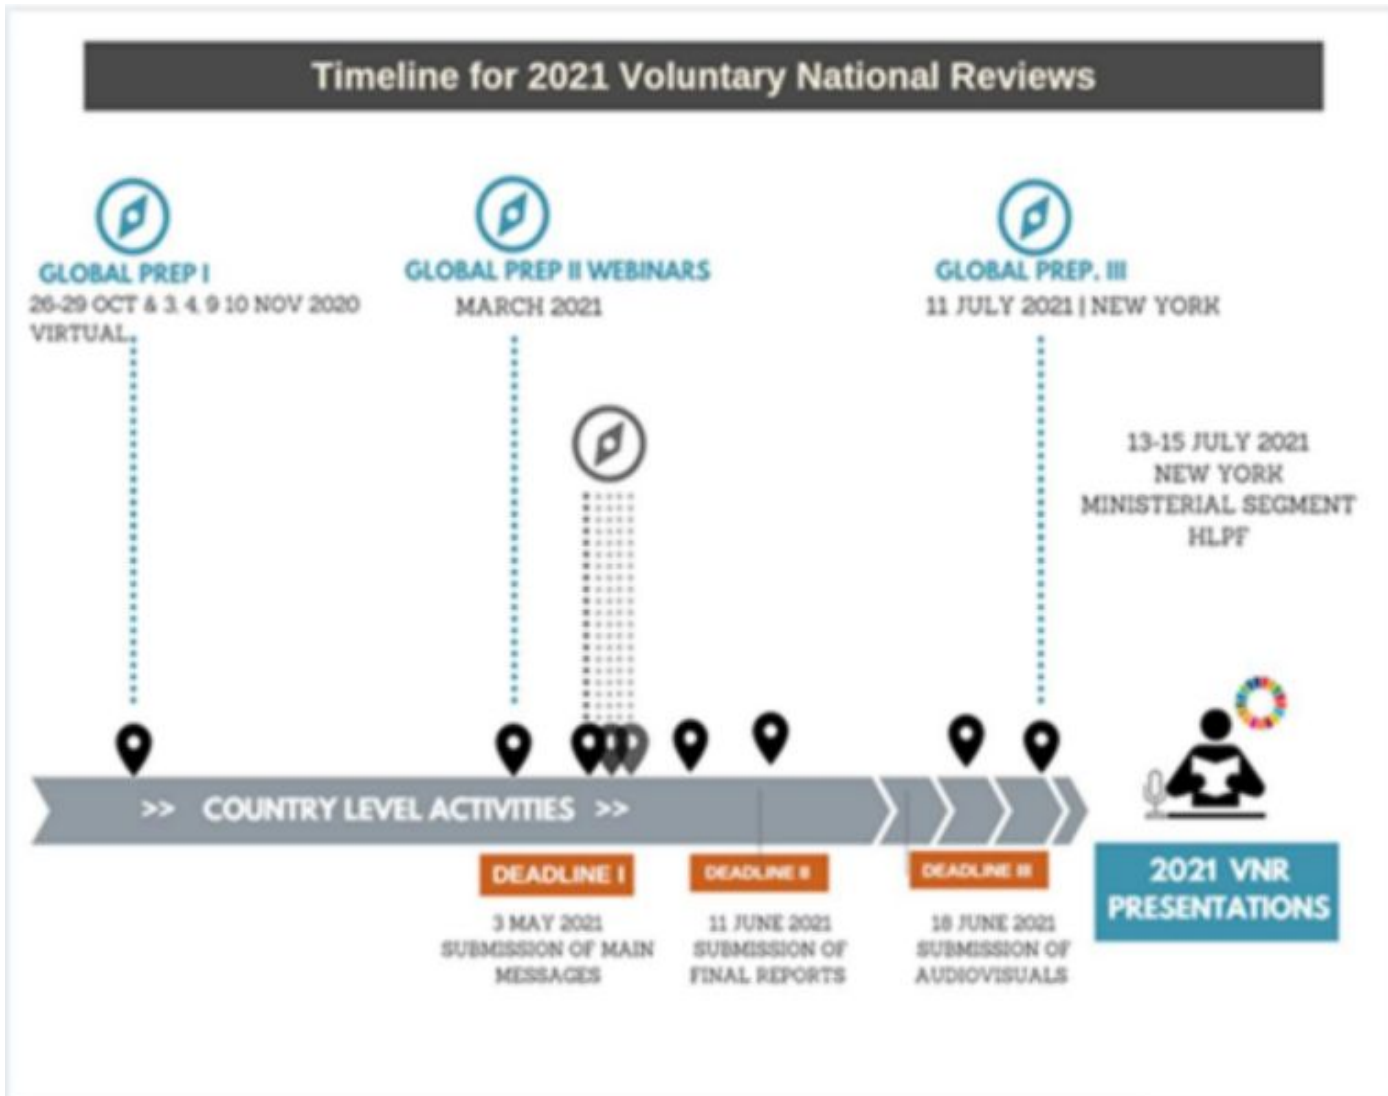 Timeline for 2021 Voluntary National Reviews
GLOBAL PREP I
26-29 OCT & 3, 4, 9 10 NOV 2020
VIRTUAL
GLOBAL PREP II WEBINARS
MARCH 2021
GLOBAL PREP. III
11 JULY 2021 | NEW YORK
13-15 JULY 2021
NEW YORK
MINISTERIAL SEGMENT
HLPF
>> COUNTRY LEVEL ACTIVITIES >>
DEADLINE I
3 MAY 2021
SUBMISSION OF MAIN
MESSAGES
DEADLINE II
11 JUNE 2021
SUBMISSION OF
FINAL REPORTS
DEADLINE III
18 JUNE 2021
SUBMISSION OF
AUDIOVISUALS
2021 VNR
PRESENTATIONS